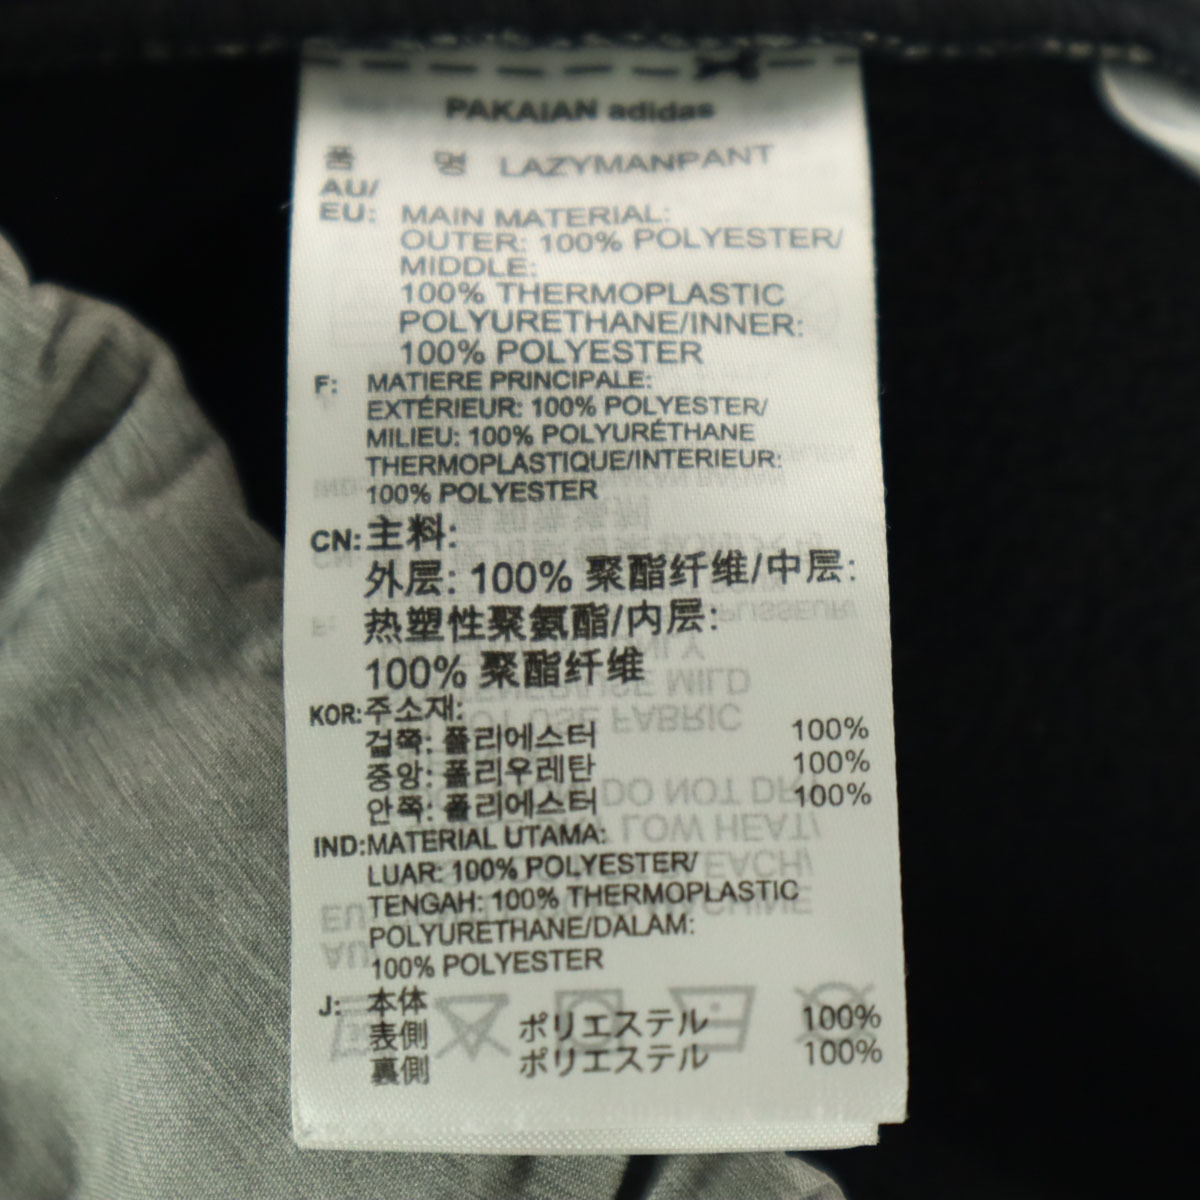 PAKAIAN adidas
품 명 LAZYMANPANT
AU/
EU: MAIN MATERIAL:
OUTER: 100% POLYESTER/
MIDDLE:
100% THERMOPLASTIC
POLYURETHANE/INNER:
100% POLYESTER
F: MATIERE PRINCIPALE:
EXTÉRIEUR: 100% POLYESTER/
MILIEU: 100% POLYURÉTHANE
THERMOPLASTIQUE/INTERIEUR:
100% POLYESTER
CN: 主料:
外层: 100% 聚酯纤维/中层:
热塑性聚氨酯/内层:
100% 聚酯纤维
KOR: 주소재:
겉쪽: 폴리에스터 100%
중앙: 폴리우레탄 100%
안쪽: 폴리에스터 100%
IND: MATERIAL UTAMA:
LUAR: 100% POLYESTER/
TENGAH: 100% THERMOPLASTIC
POLYURETHANE/DALAM:
100% POLYESTER
J: 本体
表側 ポリエステル 100%
裏側 ポリエステル 100%